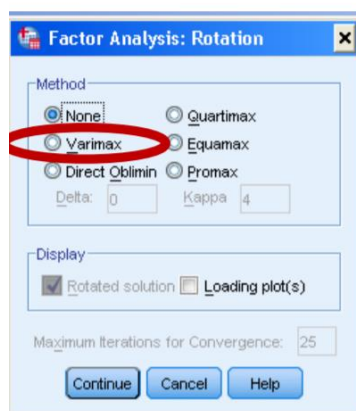 Factor Analysis: Rotation
Method
None Quartimax
Varimax Equamax
Direct Oblimin Promax
Delta: 0 Kappa 4
Display
Rotated solution Loading plot(s)
Maximum Iterations for Convergence: 25
Continue Cancel Help